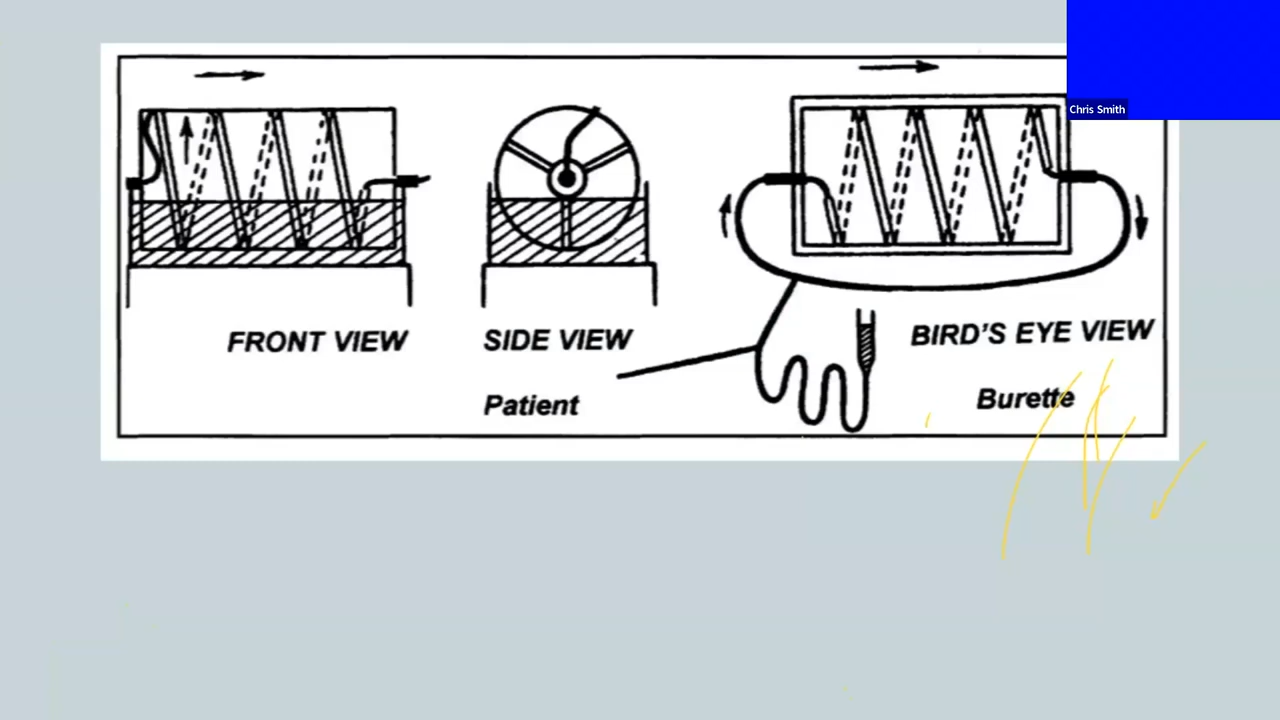 Chris Smith
FRONT VIEW
SIDE VIEW
BIRD'S EYE VIEW
Patient
Burette